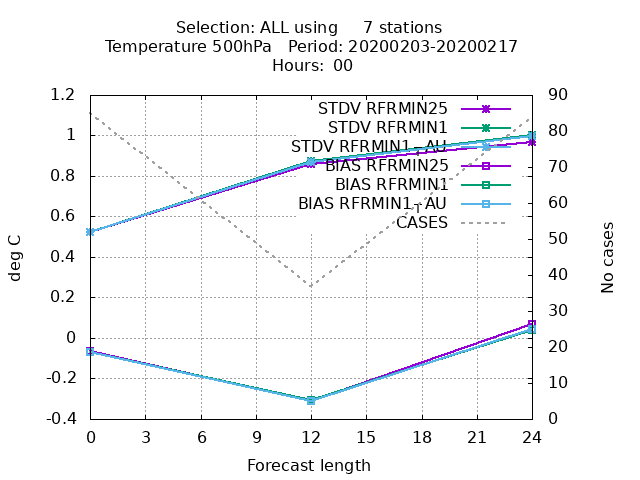 Selection: ALL using 7 stations
Temperature 500hPa Period: 20200203-20200217
Hours: 00
STDV RFRMIN25
STDV RFRMIN1
STDV RFRMIN1_AU
BIAS RFRMIN25
BIAS RFRMIN1
BIAS RFRMIN1_AU
CASES
deg C
1.2
1
0.8
0.6
0.4
0.2
0
-0.2
-0.4
No cases
90
80
70
60
50
40
30
20
10
0
0 3 6 9 12 15 18 21 24
Forecast length